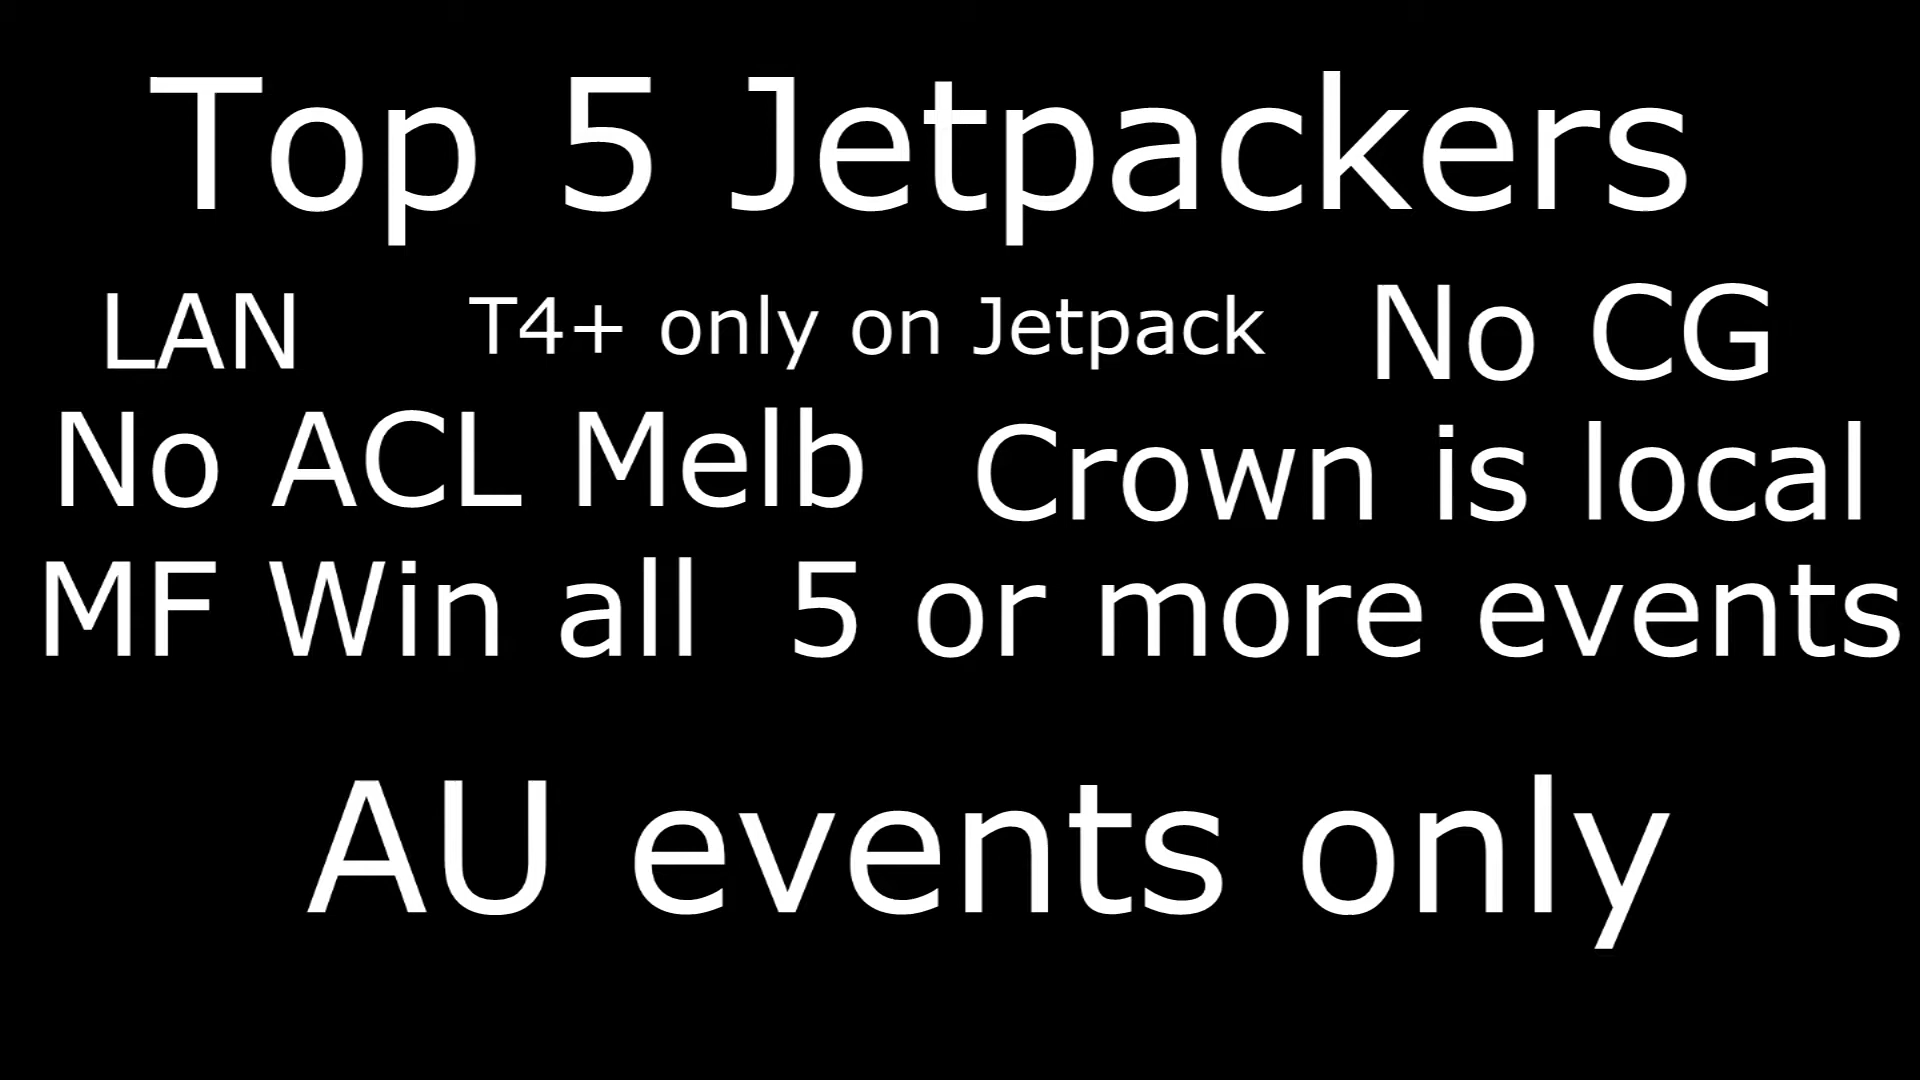 Top 5 Jetpackers
LAN T4+ only on Jetpack No CG
No ACL Melb Crown is local
MF Win all 5 or more events
AU events only